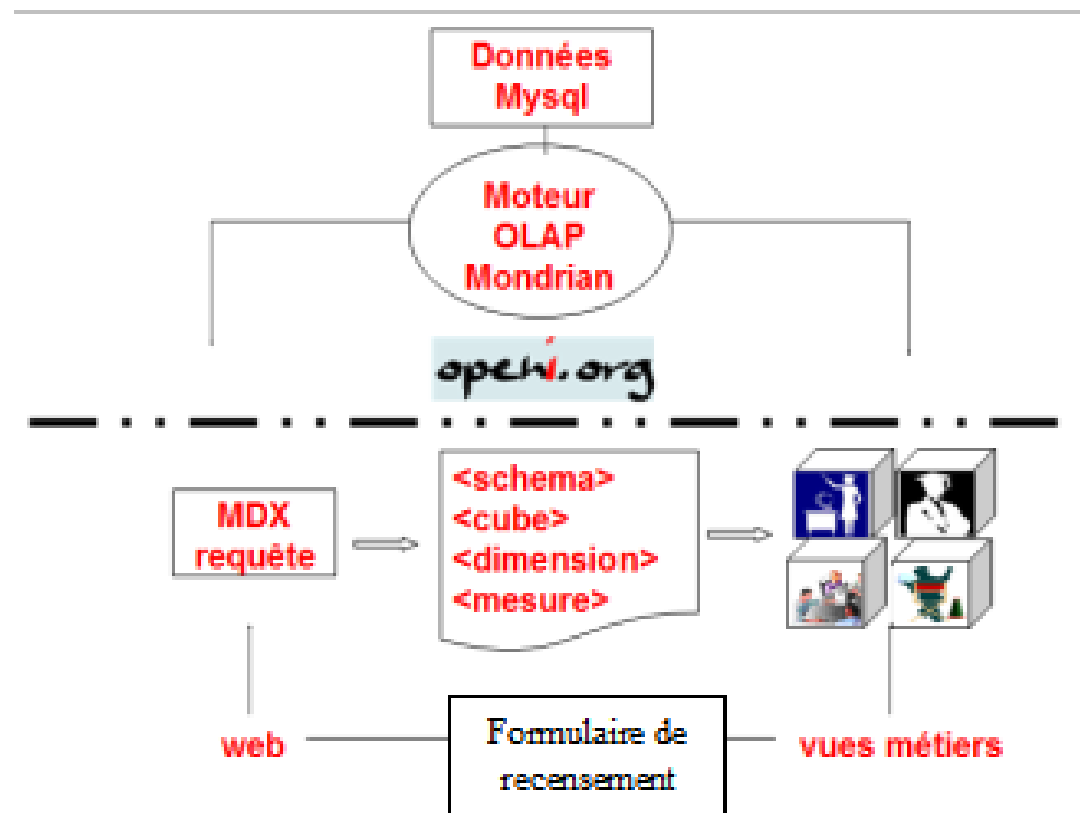 Données
Mysql
Moteur
OLAP
Mondrian
openi.org
MDX
requête
<schema>
<cube>
<dimension>
<mesure>
web
Formulaire de
recensement
vues métiers